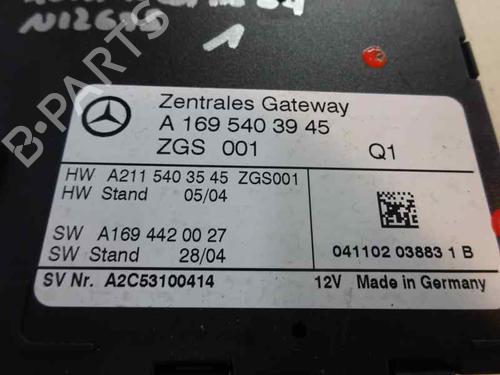 N12685
1
Zentrales Gateway
A 169 540 39 45
ZGS 001 Q1
HW A211 540 35 45 ZGS001
HW Stand 05/04
SW A169 442 00 27
SW Stand 28/04
041102 03883 1 B
SV Nr. A2C53100414 12V Made in Germany